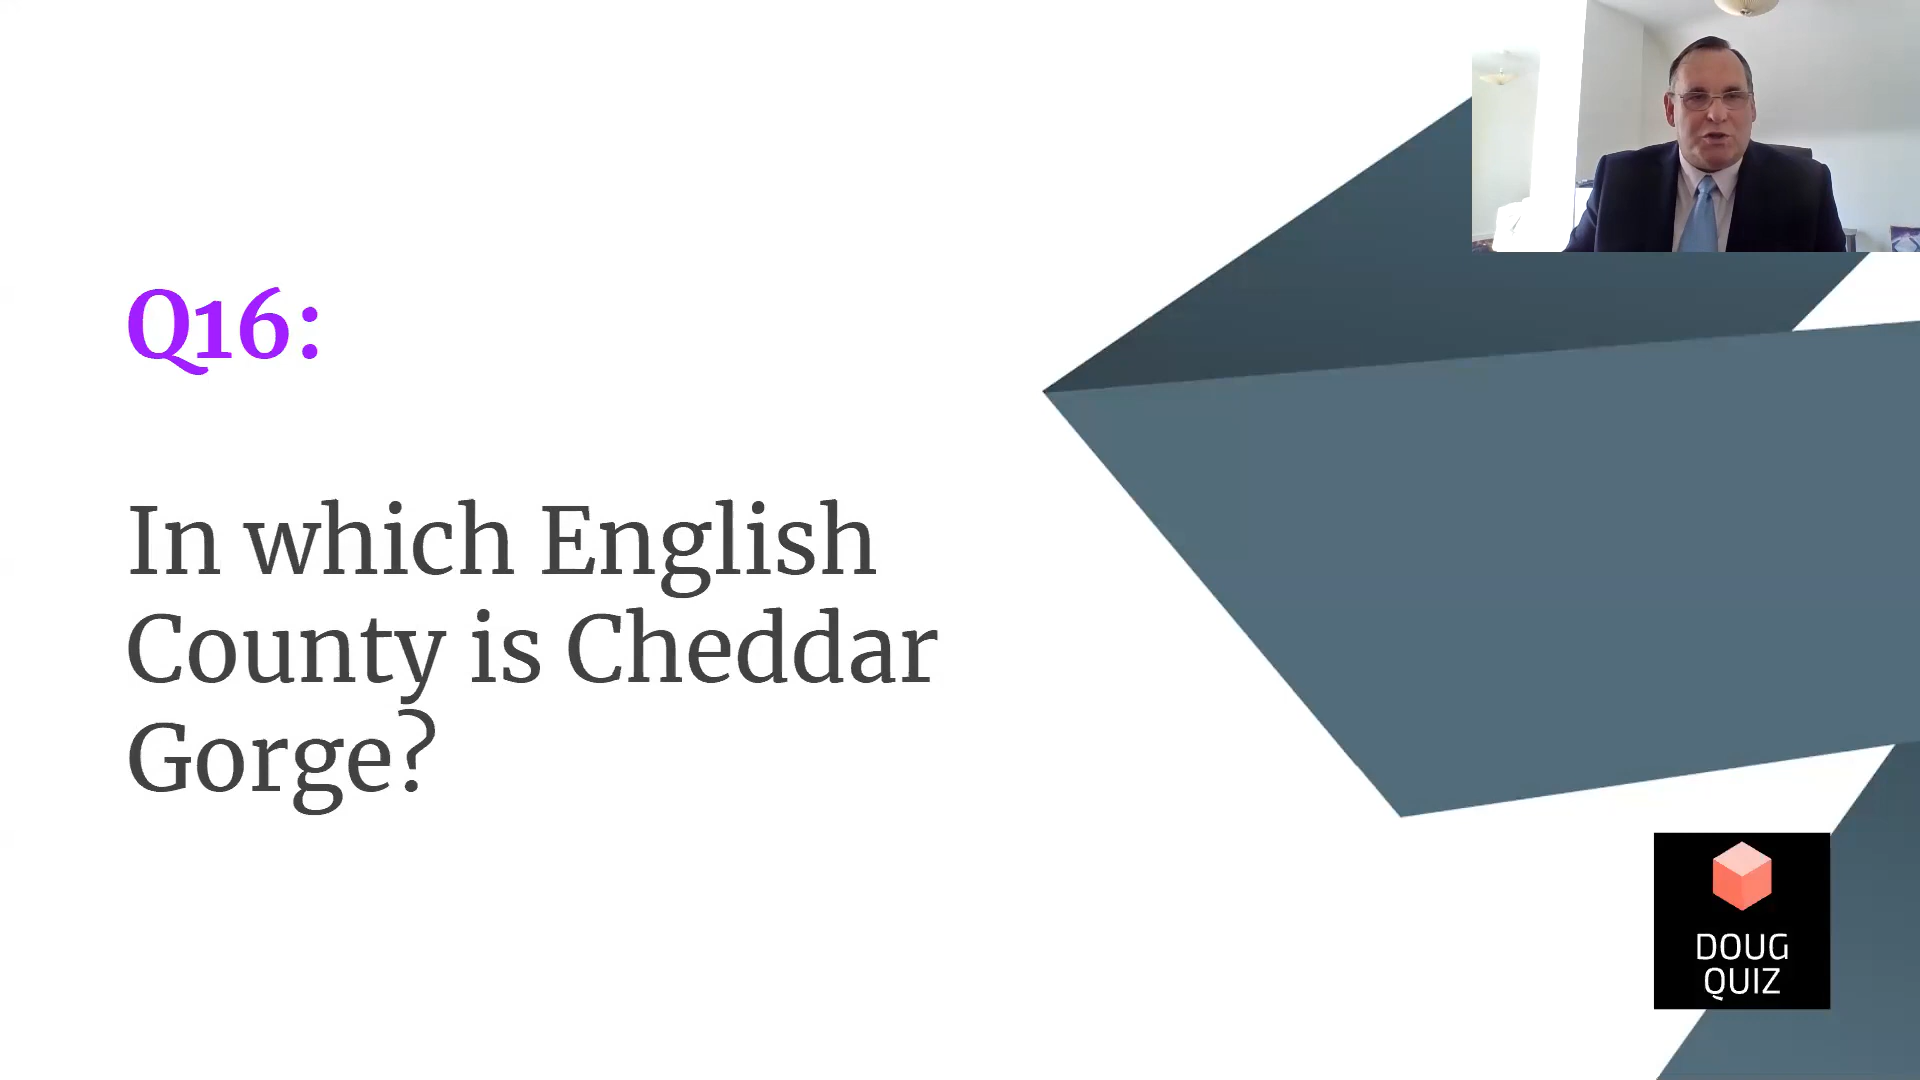 Q16:
In which English
County is Cheddar
Gorge?
DOUG
QUIZ